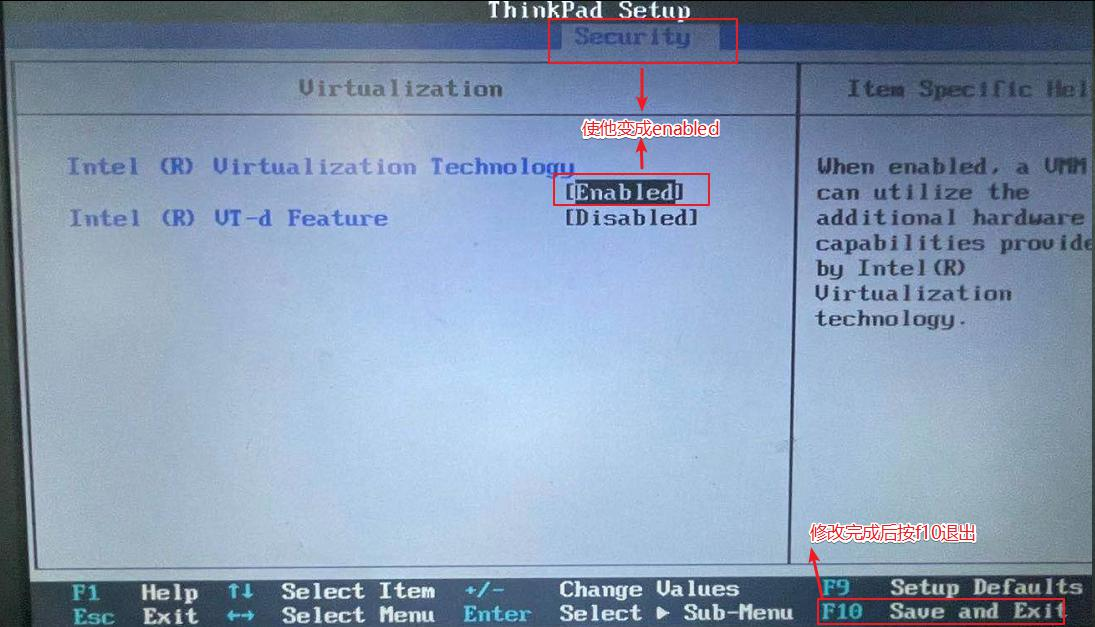 ThinkPad Setup
Security
Virtualization
Item Specific Hel
使他变成enabled
Intel (R) Virtualization Technology
[Enabled]
Intel (R) VT-d Feature
[Disabled]
When enabled, a VMM
can utilize the
additional hardware
capabilities provide
by Intel(R)
Virtualization
technology.
修改完成后按f10退出
F1 Help ↑↓ Select Item +/- Change Values F9 Setup Defaults
Esc Exit ←→ Select Menu Enter Select ▶ Sub-Menu F10 Save and Exit